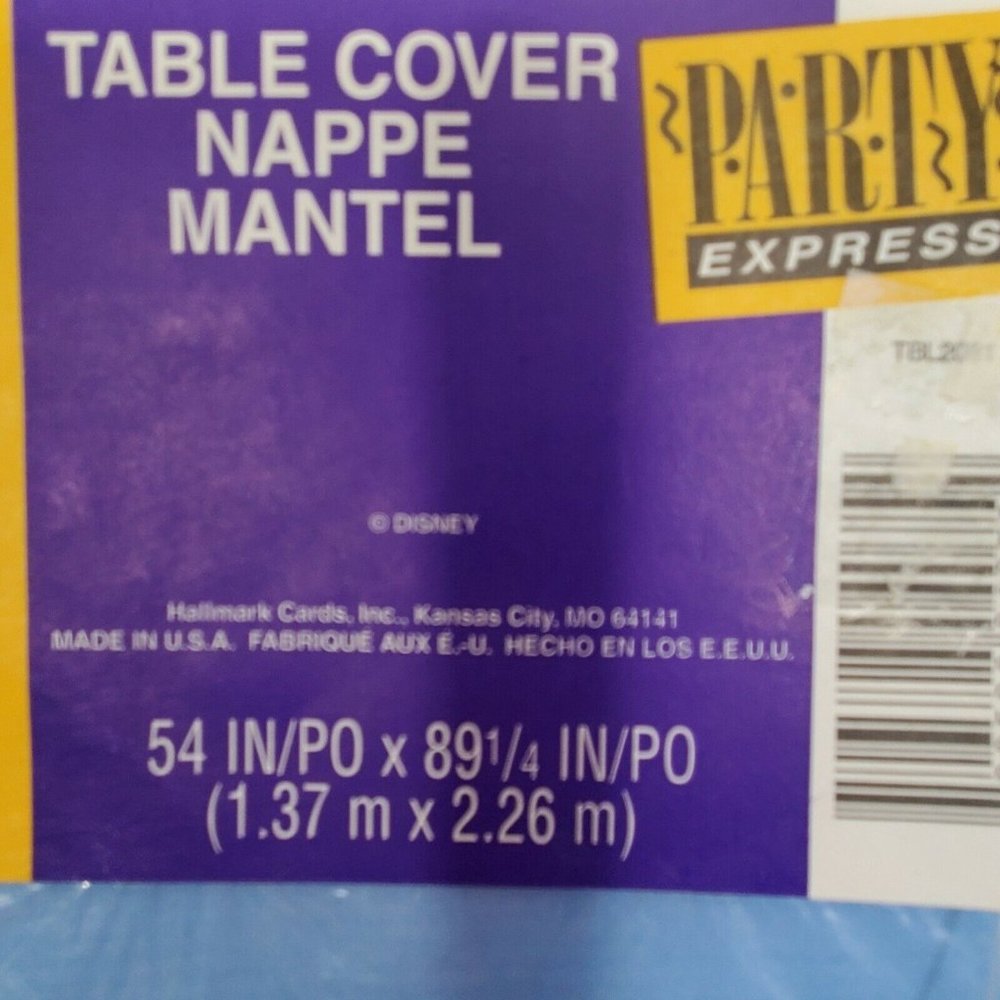 TABLE COVER
NAPPE
MANTEL
PARTY
EXPRESS
© DISNEY
Hallmark Cards, Inc., Kansas City, MO 64141
MADE IN U.S.A. FABRIQUÉ AUX É.-U. HECHO EN LOS E.E.U.U.
54 IN/PO x 89 1/4 IN/PO
(1.37 m x 2.26 m)